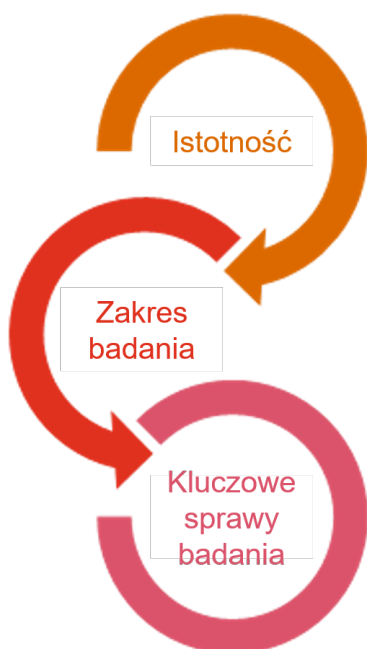 Istotność
Zakres
badania
Kluczowe
sprawy
badania